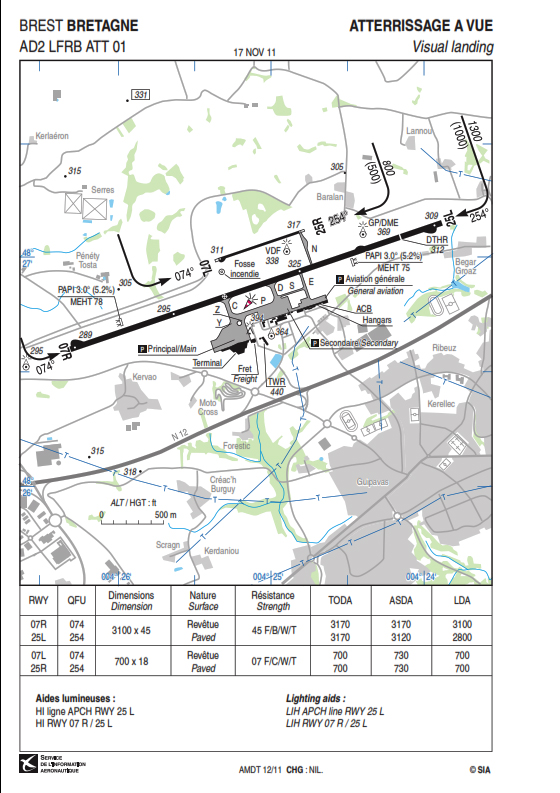 BREST BRETAGNE
ATTERRISSAGE A VUE
AD2 LFRB ATT 01
Visual landing
17 NOV 11
331
Kerlaéron
Lannou
1300
(1000)
315
305
800
(500)
Serres
Baralan
317
25R
254°
309
25L
254°
GP/DME
369
DTHR
312
48°
27'
Pénéty
Tosta
311
07L
074°
VDF
338
N
325
PAPI 3.0° (5.2%)
MEHT 75
Begar
Groaz
Fosse
incendie
305
PAPI 3.0° (5.2%)
MEHT 78
P Aviation générale
General aviation
D
S
E
C
P
Z
Y
295
ACB
Hangars
394
364
289
07R
295
074°
P Principal/Main
P Secondaire/Secondary
Terminal
Fret
Freight
TWR
440
Ribeuz
Kervao
Moto
Cross
Kerellec
N 12
Forestic
315
318
48°
26'
Créac'h
Burguy
Guipavas
ALT / HGT : ft
0
500 m
Scragn
Kerdaniou
T
004°26'
004°25'
004°24'
RWY QFU Dimensions Nature Résistance TODA ASDA LDA
Dimension Surface Strength
07R 074 3100 x 45 Revêtue 45 F/B/W/T 3170 3170 3100
25L 254 Paved 3170 3120 2800
07L 074 700 x 18 Revêtue 07 F/C/W/T 700 730 700
25R 254 Paved 700 730 700
Aides lumineuses :
HI ligne APCH RWY 25 L
HI RWY 07 R / 25 L
Lighting aids :
LIH APCH line RWY 25 L
LIH RWY 07 R / 25 L
SERVICE
DE L'INFORMATION
AERONAUTIQUE
AMDT 12/11 CHG : NIL.
© SIA